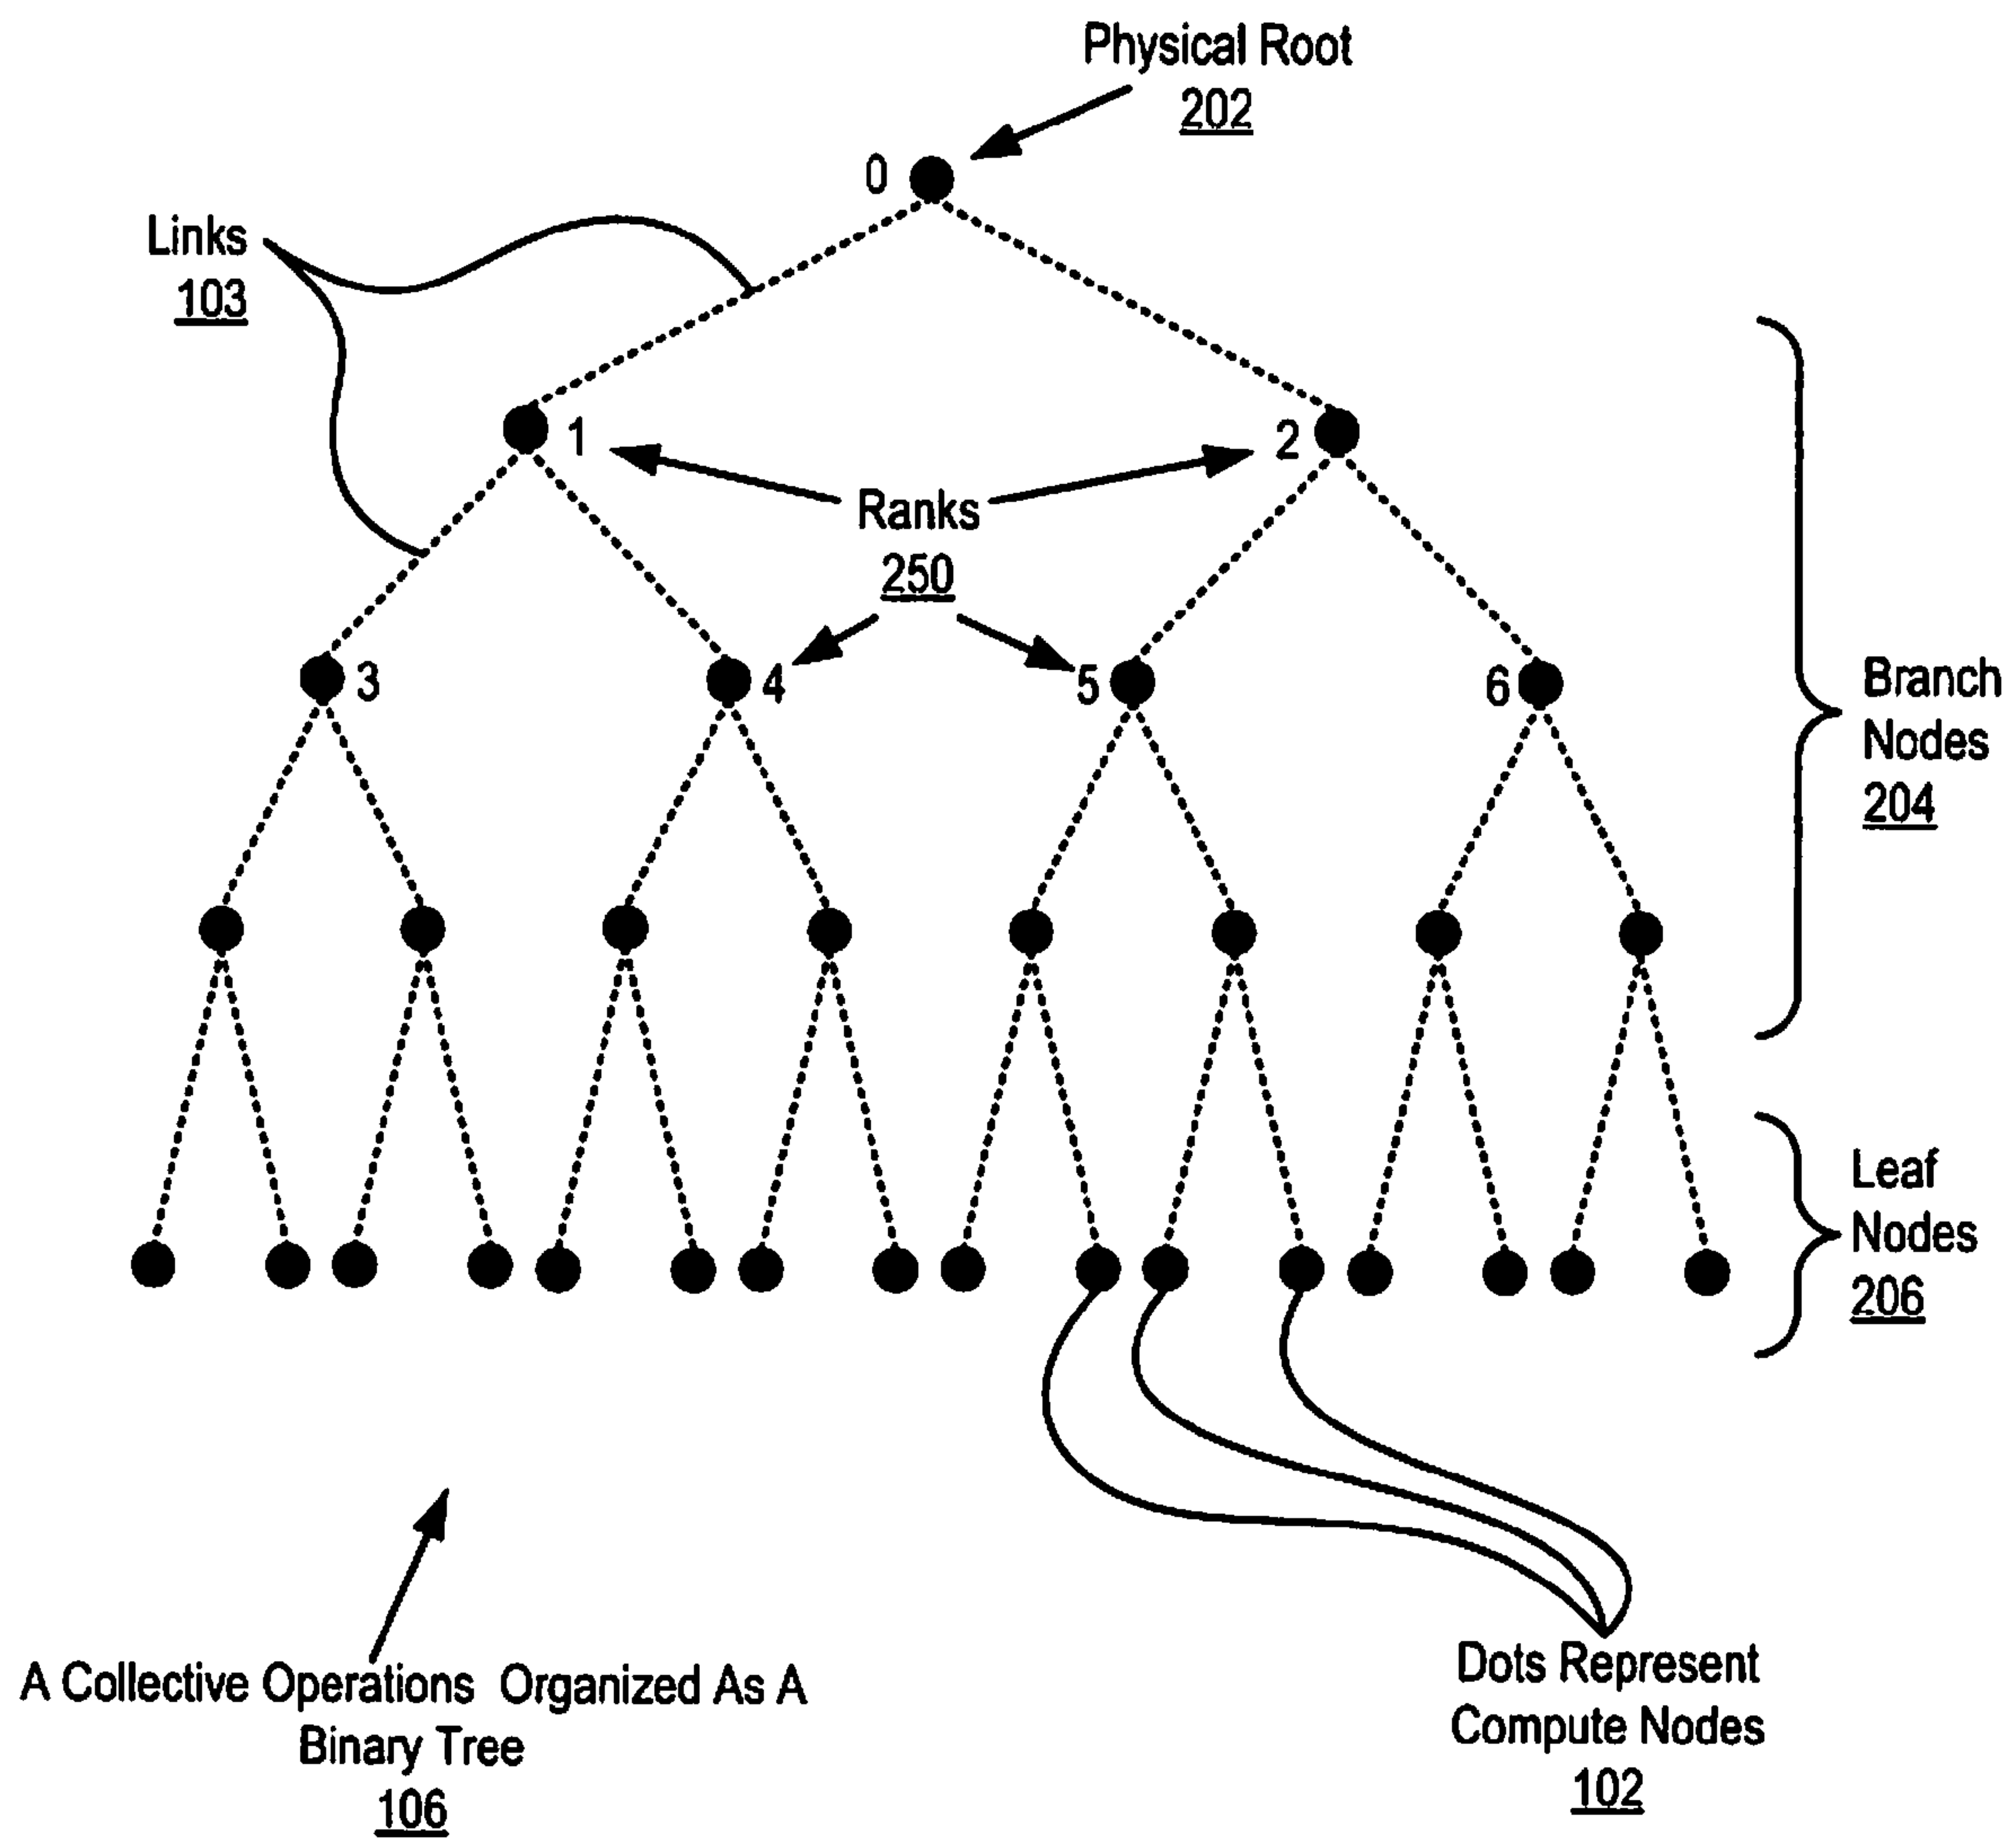 Physical Root
202
0
Links
103
1
2
Ranks
250
3
4
5
6
Branch
Nodes
204
Leaf
Nodes
206
A Collective Operations Organized As A
Binary Tree
106
Dots Represent
Compute Nodes
102